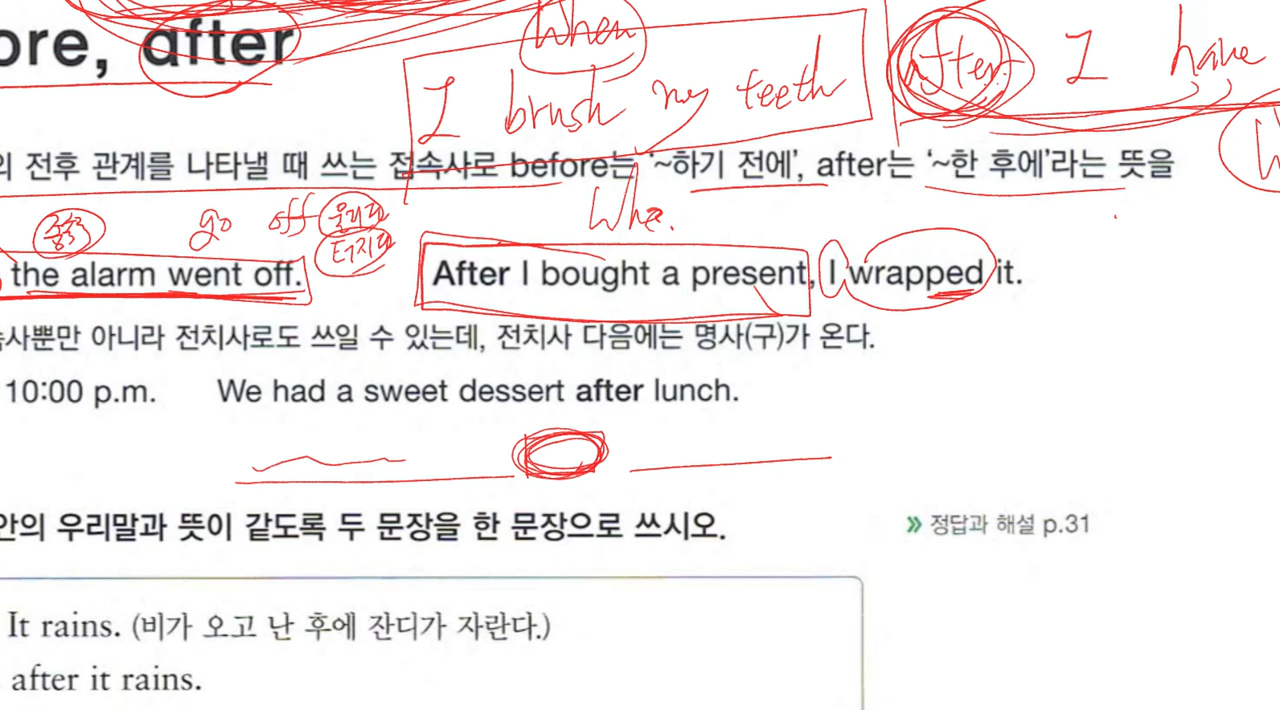 ore, after
When
I brush my teeth
After I have
의 전후 관계를 나타낼 때 쓰는 접속사로 before는 '~하기 전에', after는 '~한 후에'라는 뜻을
go off 울리다
터지다
the alarm went off. After I bought a present, I wrapped it.
속사뿐만 아니라 전치사로도 쓰일 수 있는데, 전치사 다음에는 명사(구)가 온다.
10:00 p.m. We had a sweet dessert after lunch.
안의 우리말과 뜻이 같도록 두 문장을 한 문장으로 쓰시오.
» 정답과 해설 p.31
It rains. (비가 오고 난 후에 잔디가 자란다.)
after it rains.